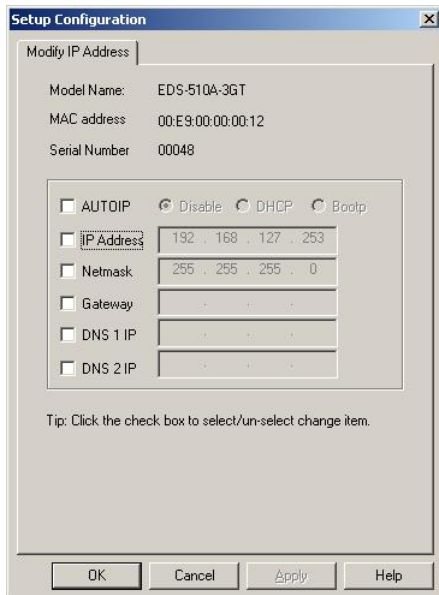 Setup Configuration
Modify IP Address
Model Name: EDS-510A-3GT
MAC address 00:E9:00:00:00:12
Serial Number 00048
AUTOIP Disable DHCP Bootp
IP Address 192 . 168 . 127 . 253
Netmask 255 . 255 . 255 . 0
Gateway . . .
DNS 1 IP . . .
DNS 2 IP . . .
Tip: Click the check box to select/un-select change item.
OK Cancel Apply Help